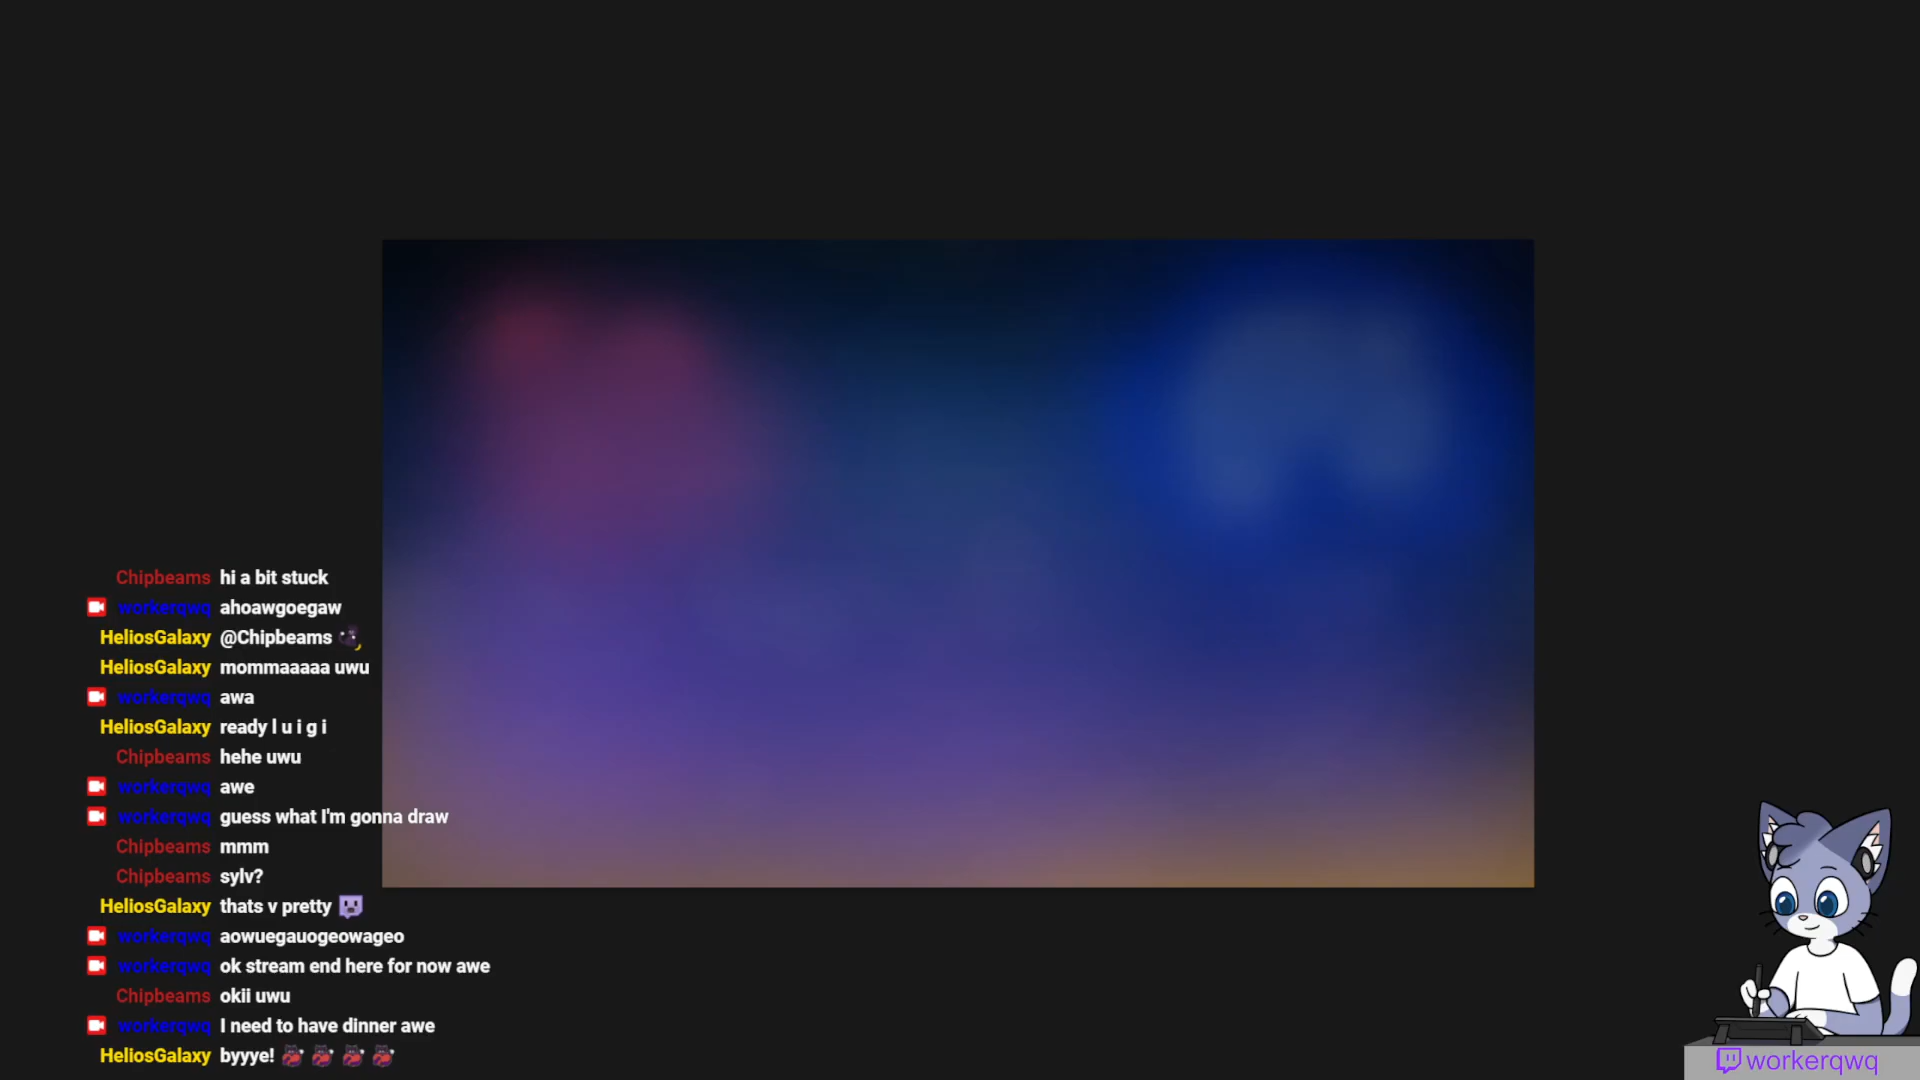 Chipbeams hi a bit stuck
workerqwq ahoawgoegaw
HeliosGalaxy @Chipbeams
HeliosGalaxy mommaaaaa uwu
workerqwq awa
HeliosGalaxy ready l u i g i
Chipbeams hehe uwu
workerqwq awe
workerqwq guess what I'm gonna draw
Chipbeams mmm
Chipbeams sylv?
HeliosGalaxy thats v pretty
workerqwq aowuegauogeowageo
workerqwq ok stream end here for now awe
Chipbeams okii uwu
workerqwq I need to have dinner awe
HeliosGalaxy byyye!
workerqwq